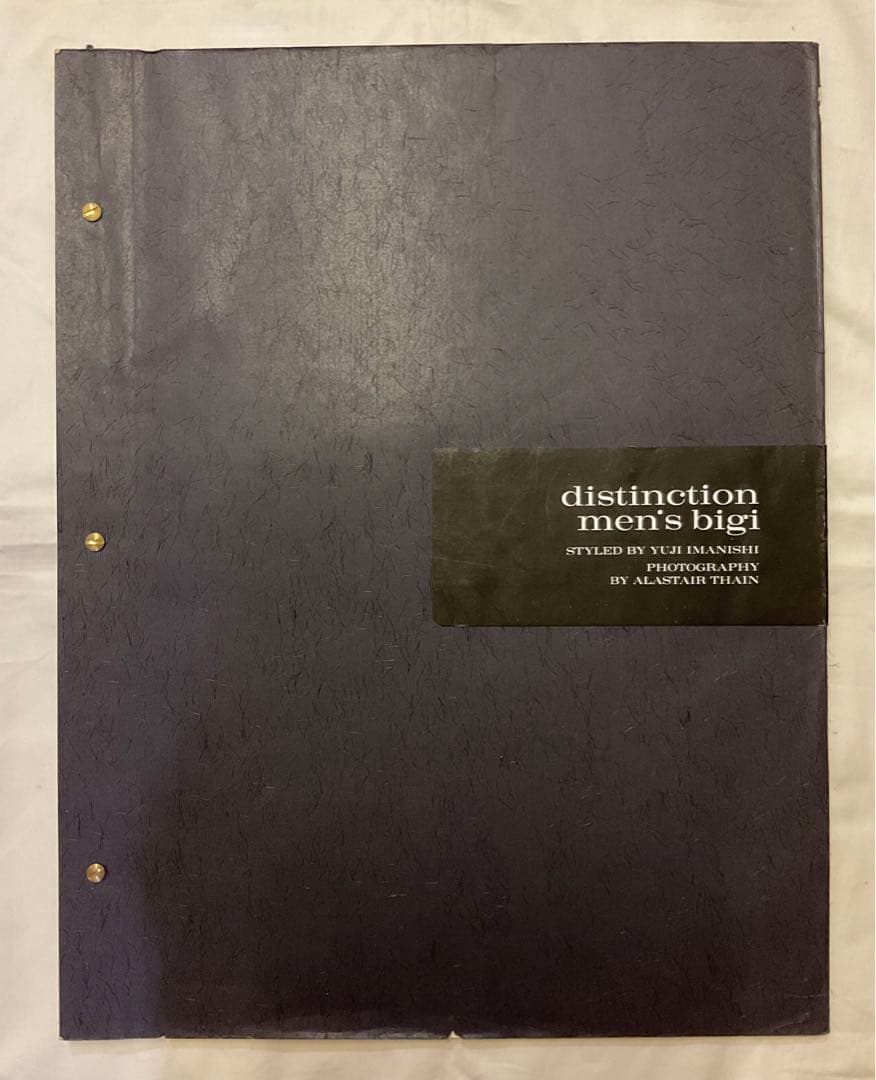 distinction
men's bigi
STYLED BY YUJI IMANISHI
PHOTOGRAPHY
BY ALASTAIR THAIN